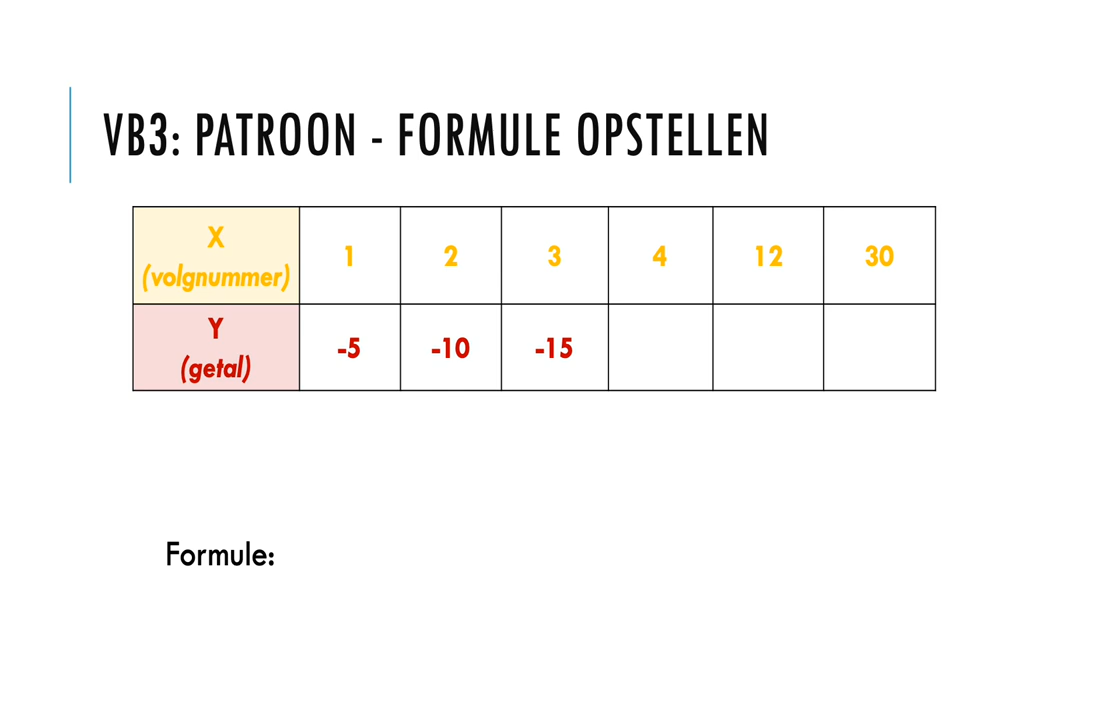 VB3: PATROON - FORMULE OPSTELLEN
X
(volgnummer)
1 2 3 4 12 30
Y
(getal)
-5 -10 -15
Formule: